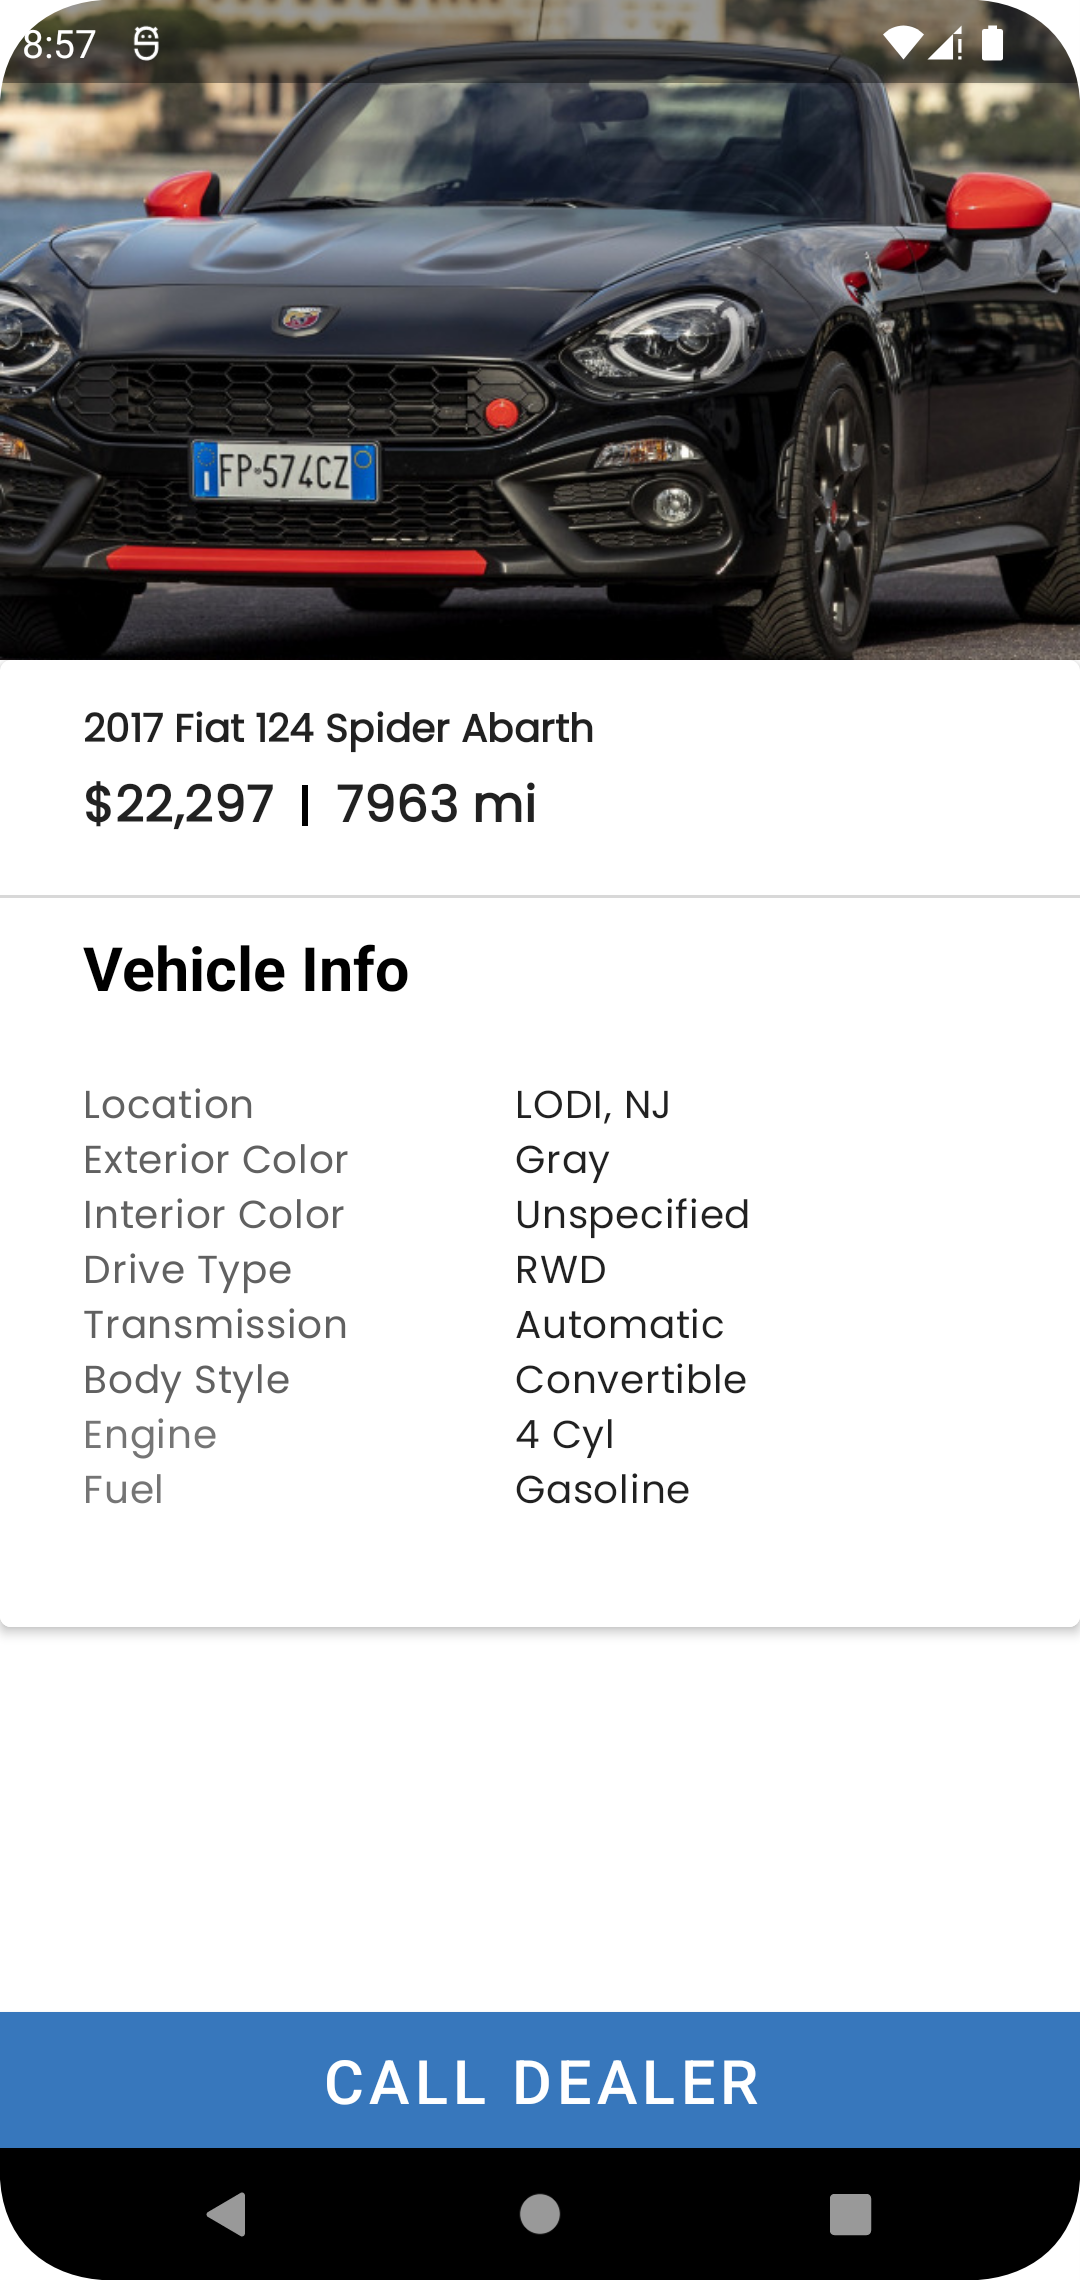 8:57
FP·574CZ
I
2017 Fiat 124 Spider Abarth
$22,297 | 7963 mi
Vehicle Info
Location LODI, NJ
Exterior Color Gray
Interior Color Unspecified
Drive Type RWD
Transmission Automatic
Body Style Convertible
Engine 4 Cyl
Fuel Gasoline
CALL DEALER